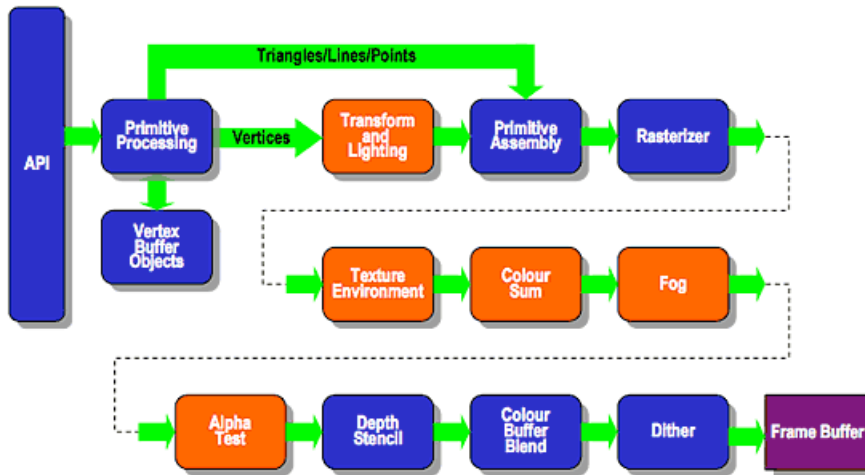 Triangles/Lines/Points
API
Primitive
Processing
Vertices
Transform
and
Lighting
Primitive
Assembly
Rasterizer
Vertex
Buffer
Objects
Texture
Environment
Colour
Sum
Fog
Alpha
Test
Depth
Stencil
Colour
Buffer
Blend
Dither
Frame Buffer